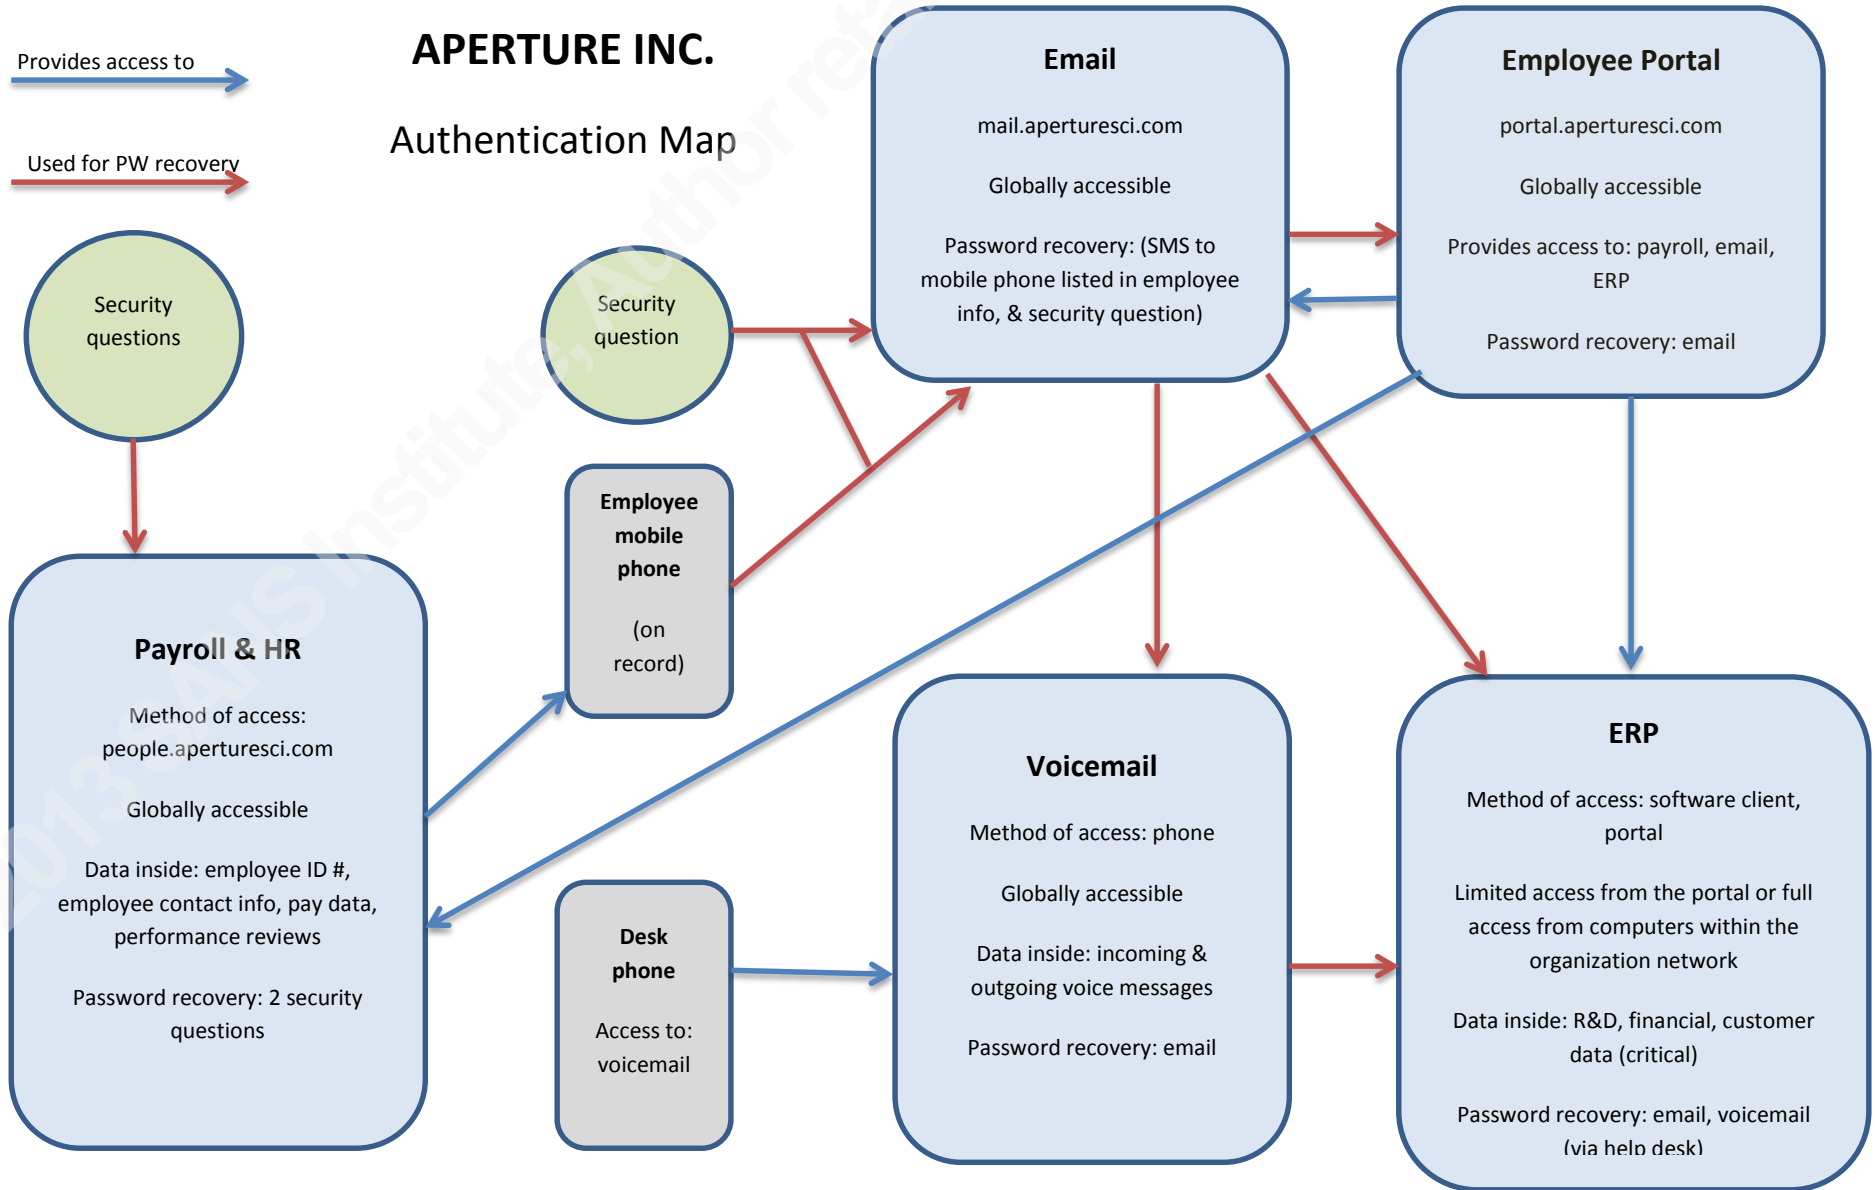 Provides access to
Used for PW recovery
APERTURE INC.
Authentication Map
Email
mail.aperturesci.com
Globally accessible
Password recovery: (SMS to
mobile phone listed in employee
info, & security question)
Employee Portal
portal.aperturesci.com
Globally accessible
Provides access to: payroll, email,
ERP
Password recovery: email
Security
questions
Security
question
Employee
mobile
phone
(on
record)
Payroll & HR
Method of access:
people.aperturesci.com
Globally accessible
Data inside: employee ID #,
employee contact info, pay data,
performance reviews
Password recovery: 2 security
questions
Desk
phone
Access to:
voicemail
Voicemail
Method of access: phone
Globally accessible
Data inside: incoming &
outgoing voice messages
Password recovery: email
ERP
Method of access: software client,
portal
Limited access from the portal or full
access from computers within the
organization network
Data inside: R&D, financial, customer
data (critical)
Password recovery: email, voicemail
(via help desk)
2013 SANS Institute, Author